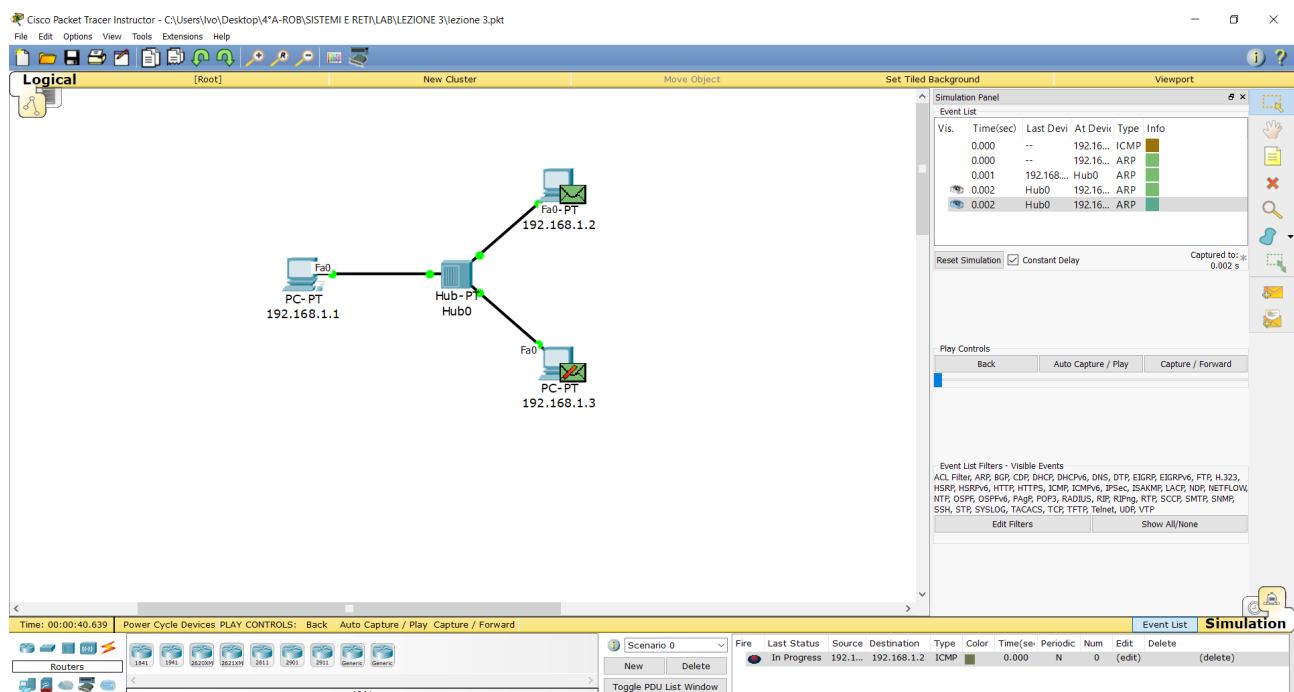 Cisco Packet Tracer Instructor - C:\Users\Ivo\Desktop\4°A-ROB\SISTEMI E RETI\LAB\LEZIONE 3\lezione 3.pkt
File Edit Options View Tools Extensions Help
Logical [Root] New Cluster Move Object Set Tiled Background Viewport
Simulation Panel
Event List
Vis. Time(sec) Last Devi At Devic Type Info
0.000 -- 192.16... ICMP
0.000 -- 192.16... ARP
0.001 192.168.... Hub0 ARP
0.002 Hub0 192.16... ARP
0.002 Hub0 192.16... ARP
Reset Simulation Constant Delay Captured to: *
0.002 s
Fa0-PT
192.168.1.2
Fa0
PC-PT
192.168.1.1
Hub-PT
Hub0
Fa0
PC-PT
192.168.1.3
Play Controls
Back Auto Capture / Play Capture / Forward
Event List Filters - Visible Events
ACL Filter, ARP, BGP, CDP, DHCP, DHCPv6, DNS, DTP, EIGRP, EIGRPv6, FTP, H.323,
HSRP, HSRPv6, HTTP, HTTPS, ICMP, ICMPv6, IPSec, ISAKMP, LACP, NDP, NETFLOW,
NTP, OSPF, OSPFv6, PAgP, POP3, RADIUS, RIP, RIPng, RTP, SCCP, SMTP, SNMP,
SSH, STP, SYSLOG, TACACS, TCP, TFTP, Telnet, UDP, VTP
Edit Filters Show All/None
Time: 00:00:40.639 Power Cycle Devices PLAY CONTROLS: Back Auto Capture / Play Capture / Forward
Event List Simulation
Routers
1841 1941 2620XM 2621XM 2811 2901 2911 Generic Generic
Scenario 0
New Delete
Toggle PDU List Window
Fire Last Status Source Destination Type Color Time(se Periodic Num Edit Delete
In Progress 192.1... 192.168.1.2 ICMP 0.000 N 0 (edit) (delete)